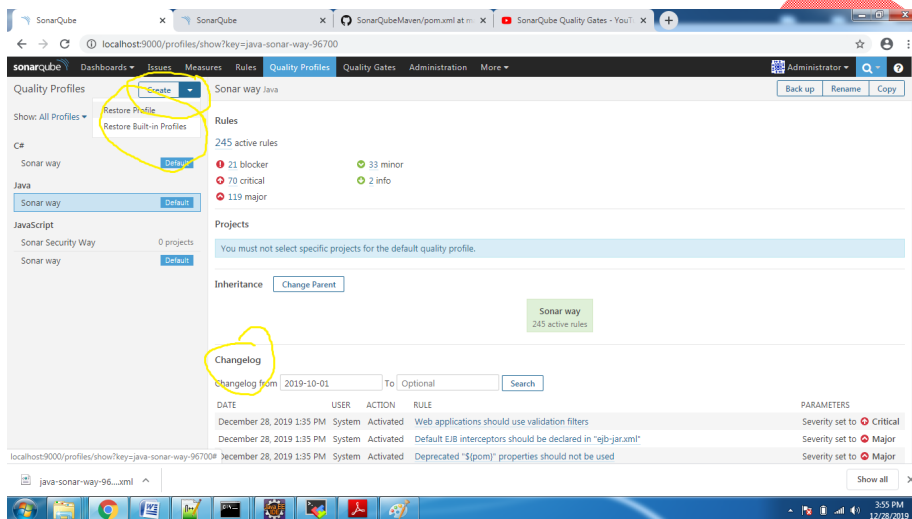 SonarQube
SonarQube
SonarQubeMaven/pom.xml at m
SonarQube Quality Gates - YouT
localhost:9000/profiles/show?key=java-sonar-way-96700
sonarqube Dashboards Issues Measures Rules Quality Profiles Quality Gates Administration More Administrator
Quality Profiles Create
Sonar way Java Back up Rename Copy
Restore Profile
Restore Built-in Profiles
Show: All Profiles
C#
Sonar way Default
Java
Sonar way Default
JavaScript
Sonar Security Way 0 projects
Sonar way Default
Rules
245 active rules
21 blocker 33 minor
70 critical 2 info
119 major
Projects
You must not select specific projects for the default quality profile.
Inheritance Change Parent
Sonar way
245 active rules
Changelog
Changelog from 2019-10-01 To Optional Search
DATE USER ACTION RULE PARAMETERS
December 28, 2019 1:35 PM System Activated Web applications should use validation filters Severity set to Critical
December 28, 2019 1:35 PM System Activated Default EJB interceptors should be declared in "ejb-jar.xml" Severity set to Major
December 28, 2019 1:35 PM System Activated Deprecated "${pom}" properties should not be used Severity set to Major
localhost:9000/profiles/show?key=java-sonar-way-96700#
java-sonar-way-96....xml Show all
3:55 PM
12/28/2019